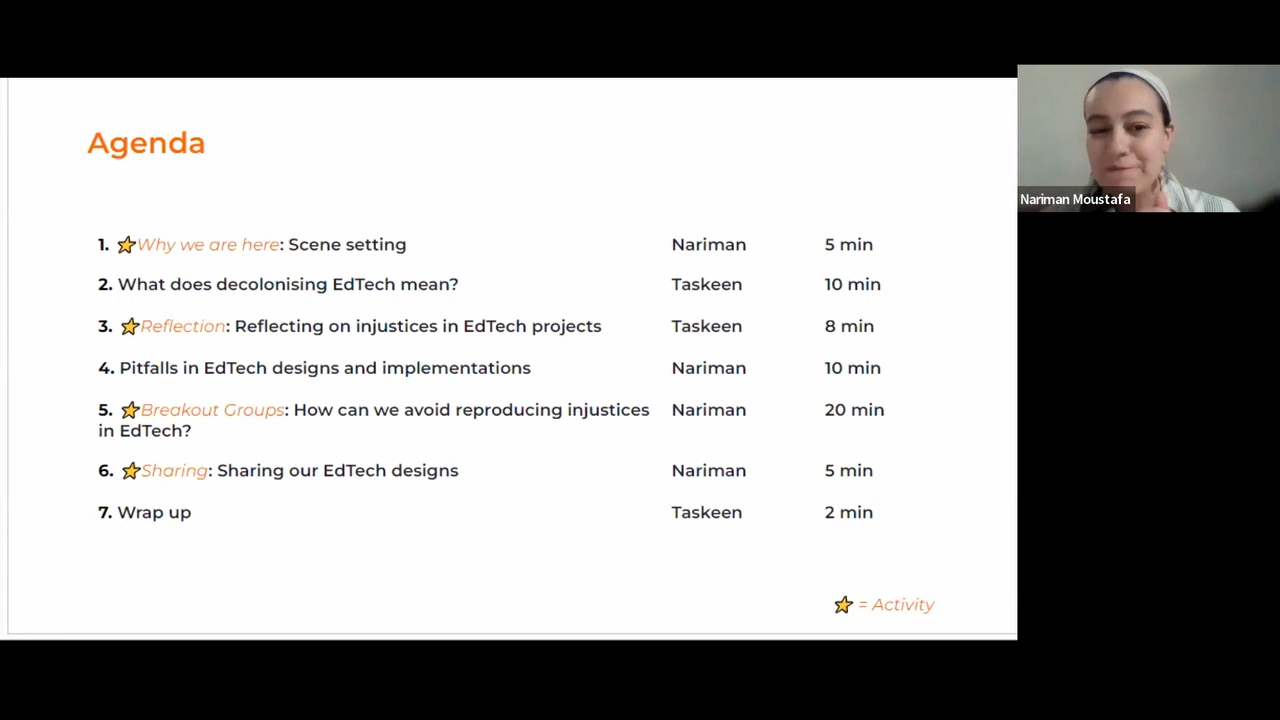 Agenda
1. ⭐Why we are here: Scene setting Nariman 5 min
2. What does decolonising EdTech mean? Taskeen 10 min
3. ⭐Reflection: Reflecting on injustices in EdTech projects Taskeen 8 min
4. Pitfalls in EdTech designs and implementations Nariman 10 min
5. ⭐Breakout Groups: How can we avoid reproducing injustices Nariman 20 min
in EdTech?
6. ⭐Sharing: Sharing our EdTech designs Nariman 5 min
7. Wrap up Taskeen 2 min
⭐ = Activity
Nariman Moustafa